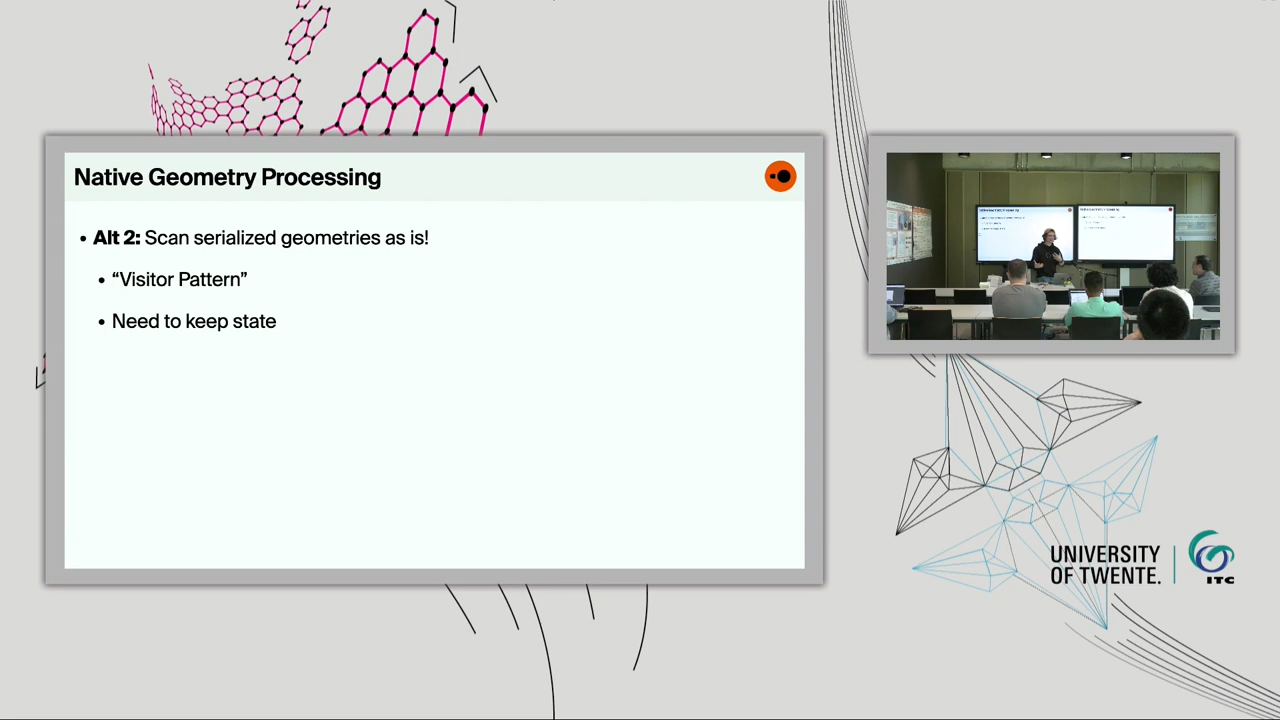 Native Geometry Processing
• Alt 2: Scan serialized geometries as is!
• “Visitor Pattern”
• Need to keep state
UNIVERSITY
OF TWENTE.
ITC